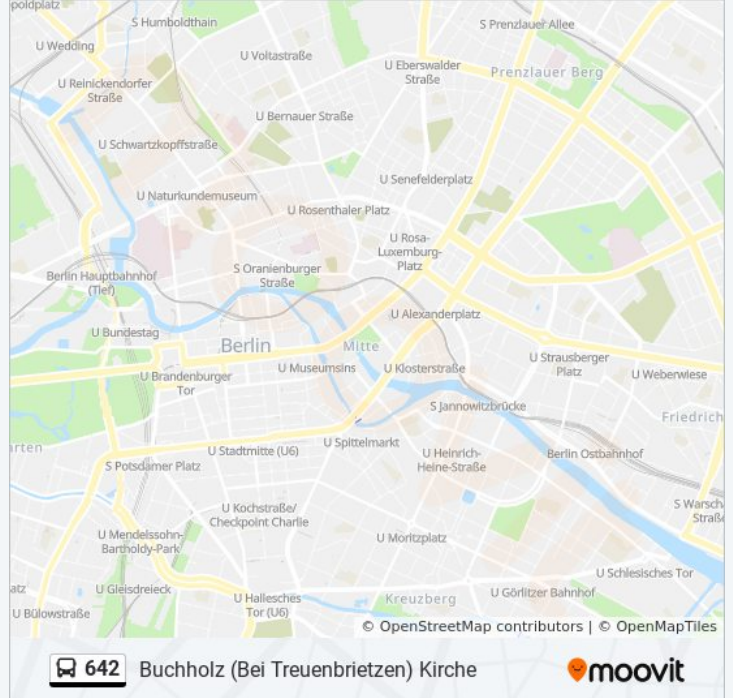 poldplatz
S Humboldthain
S Prenzlauer Allee
U Wedding
U Voltastraße
U Eberswalder
Straße
Prenzlauer Berg
U Reinickendorfer
Straße
U Bernauer Straße
U Schwartzkopffstraße
U Senefelderplatz
U Naturkundemuseum
U Rosenthaler Platz
U Rosa-
Luxemburg-
Platz
Berlin Hauptbahnhof
(Tief)
S Oranienburger
Straße
U Alexanderplatz
U Bundestag
Berlin
Mitte
U Strausberger
Platz
U Museumsins
U Klosterstraße
U Weberwiese
U Brandenburger
Tor
S Jannowitzbrücke
Friedrich
rten
U Stadtmitte (U6)
U Spittelmarkt
U Heinrich-
Heine-Straße
Berlin Ostbahnhof
S Potsdamer Platz
S Warsch
Straße
U Kochstraße/
Checkpoint Charlie
U Mendelssohn-
Bartholdy-Park
U Moritzplatz
U Schlesisches Tor
atz
U Gleisdreieck
U Hallesches
Tor (U6)
Kreuzberg
U Görlitzer Bahnhof
U Bülowstraße
© OpenStreetMap contributors | © OpenMapTiles
642 Buchholz (Bei Treuenbrietzen) Kirche
moovit